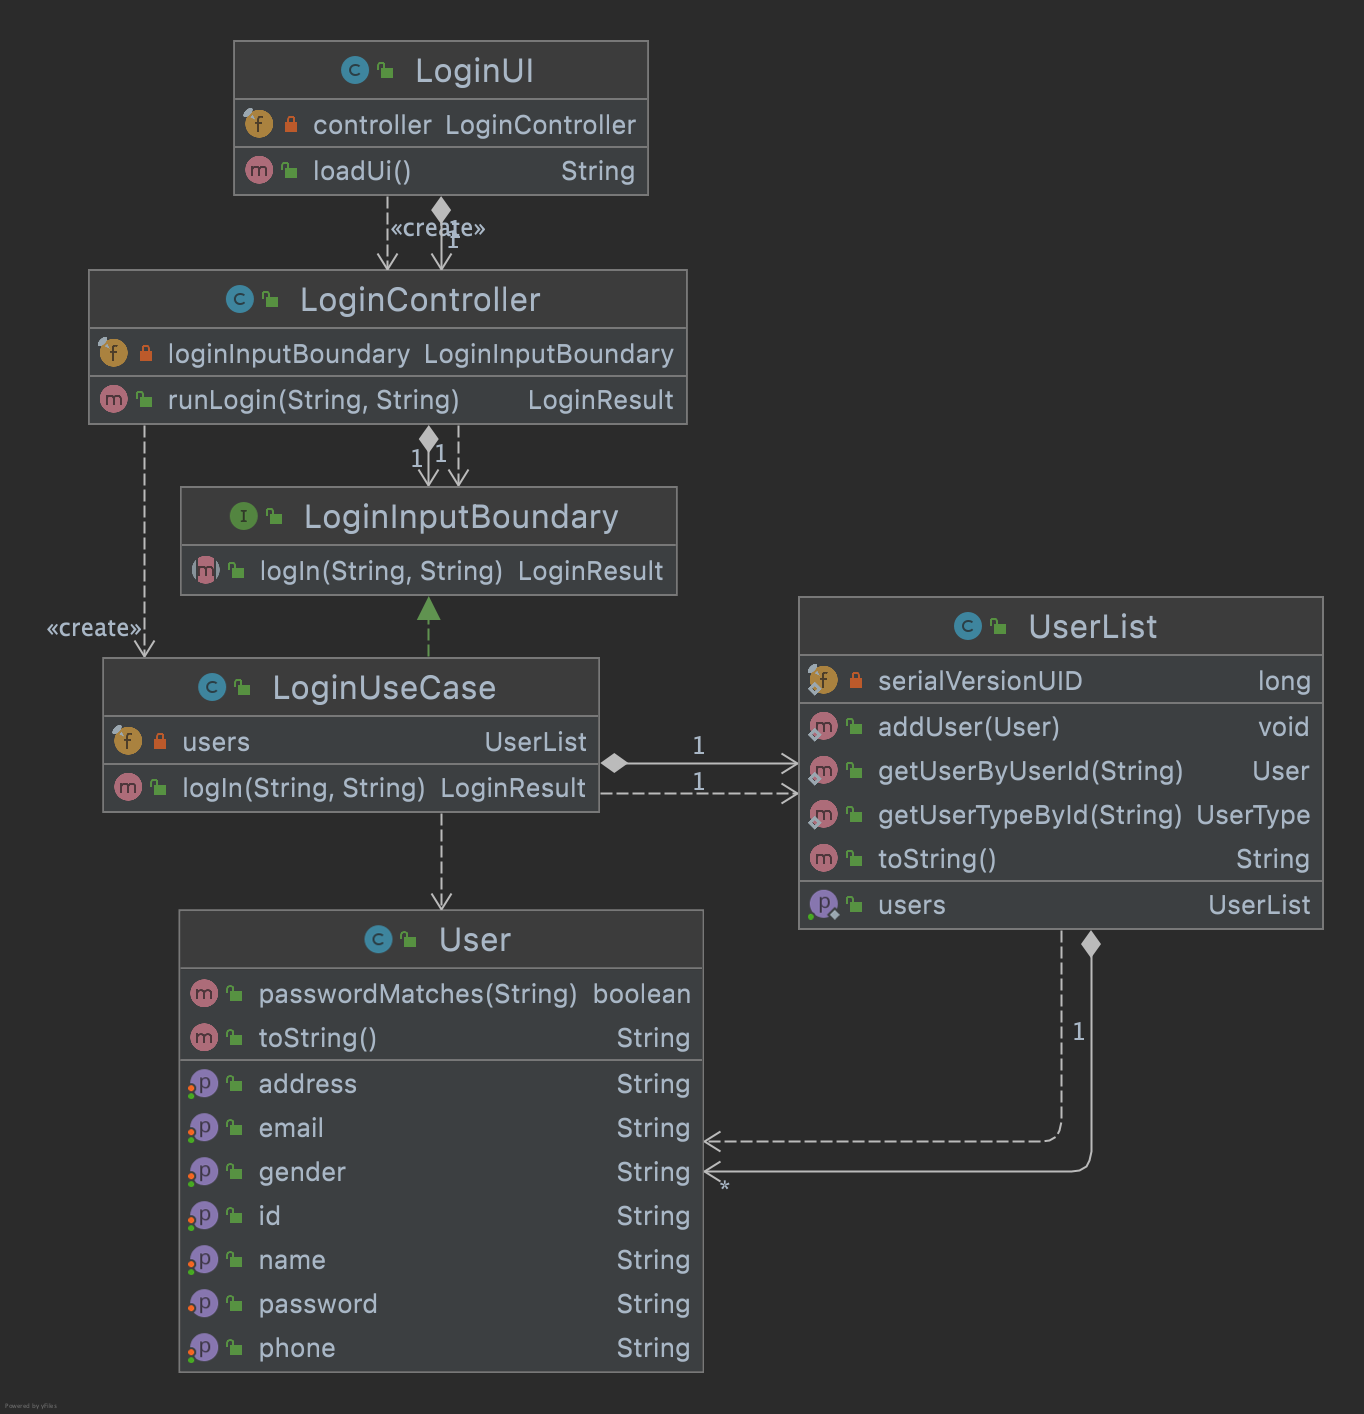 LoginUI
controller LoginController
loadUi() String
«create»
1
1
LoginController
loginInputBoundary LoginInputBoundary
runLogin(String, String) LoginResult
1 1
LoginInputBoundary
logIn(String, String) LoginResult
«create»
LoginUseCase
users UserList
logIn(String, String) LoginResult
1
1
UserList
serialVersionUID long
addUser(User) void
getUserByUserId(String) User
getUserTypeById(String) UserType
toString() String
users UserList
1
*
User
passwordMatches(String) boolean
toString() String
address String
email String
gender String
id String
name String
password String
phone String
Powered by yFiles